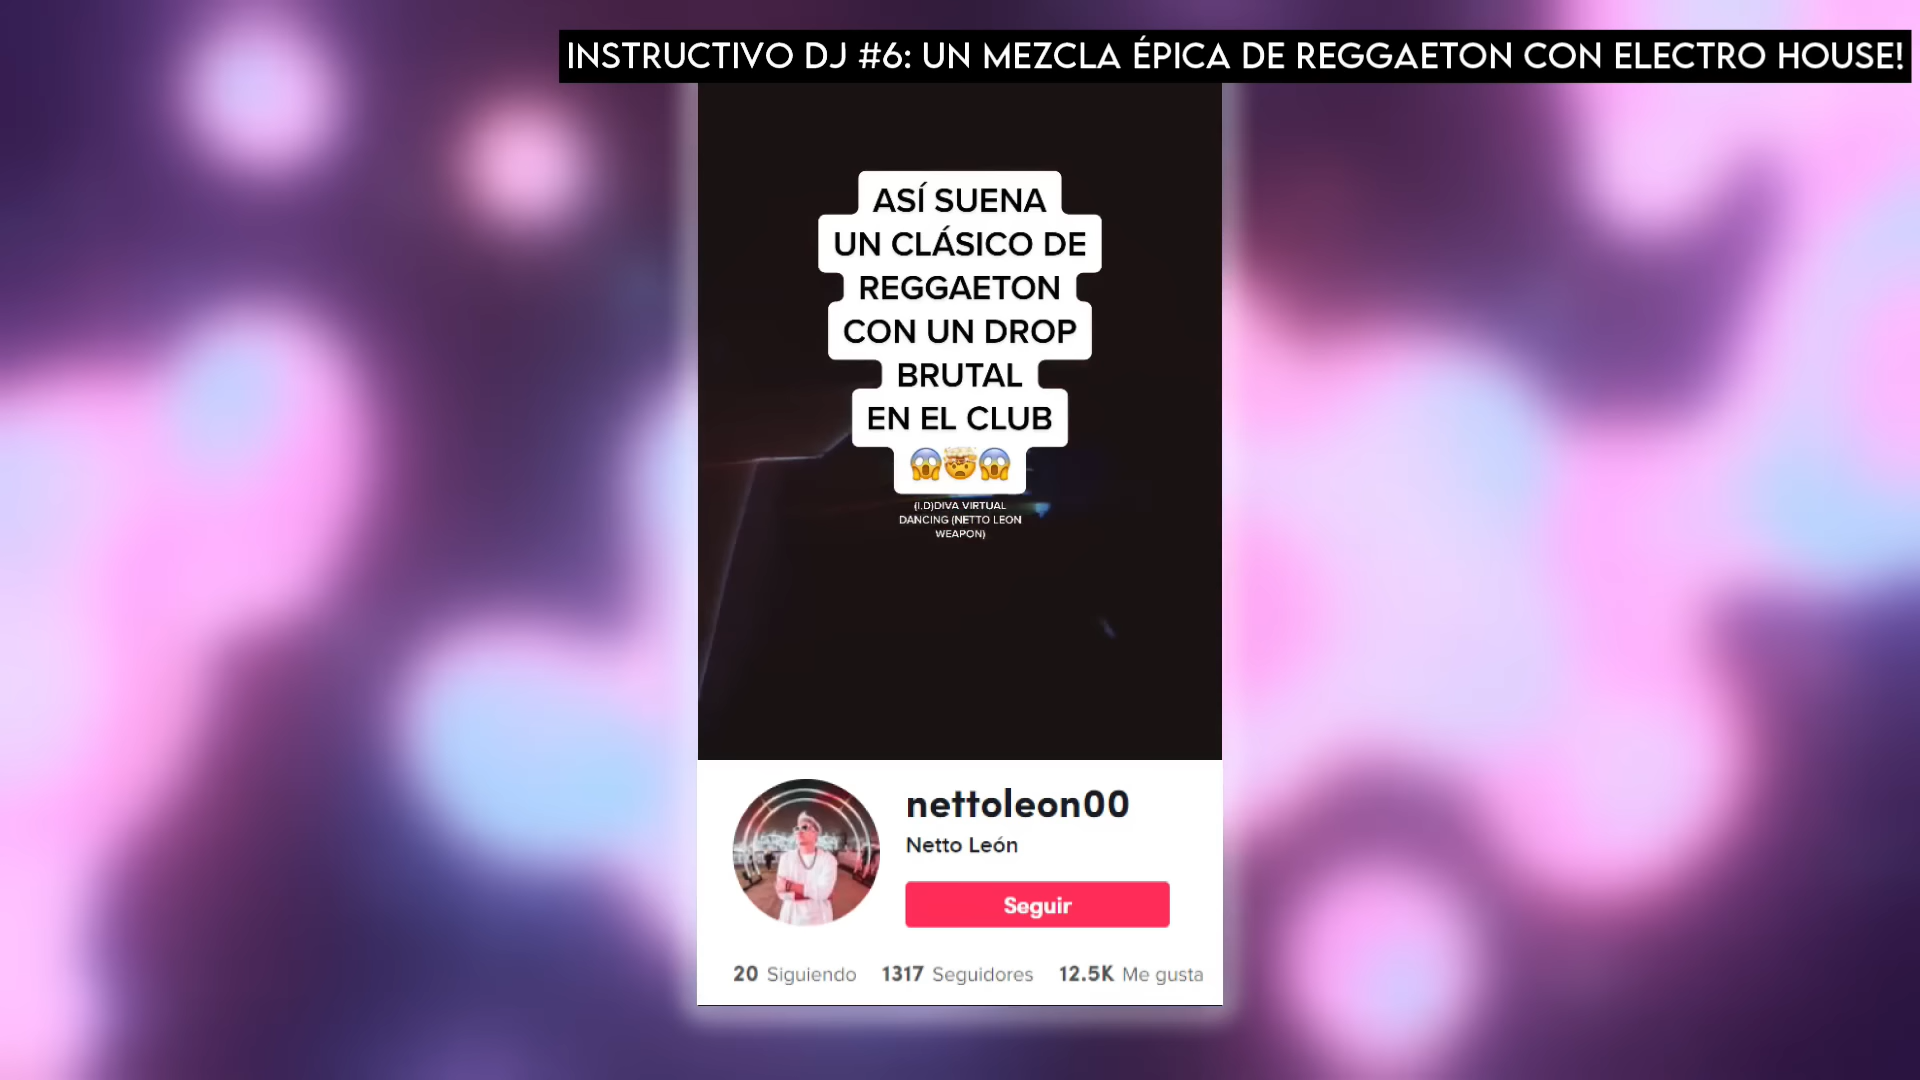 INSTRUCTIVO DJ #6: UN MEZCLA ÉPICA DE REGGAETON CON ELECTRO HOUSE!
ASÍ SUENA
UN CLÁSICO DE
REGGAETON
CON UN DROP
BRUTAL
EN EL CLUB
😱🤯😱
(I.D)DIVA VIRTUAL
DANCING (NETTO LEON
WEAPON)
nettoleon00
Netto León
Seguir
20 Siguiendo 1317 Seguidores 12.5K Me gusta